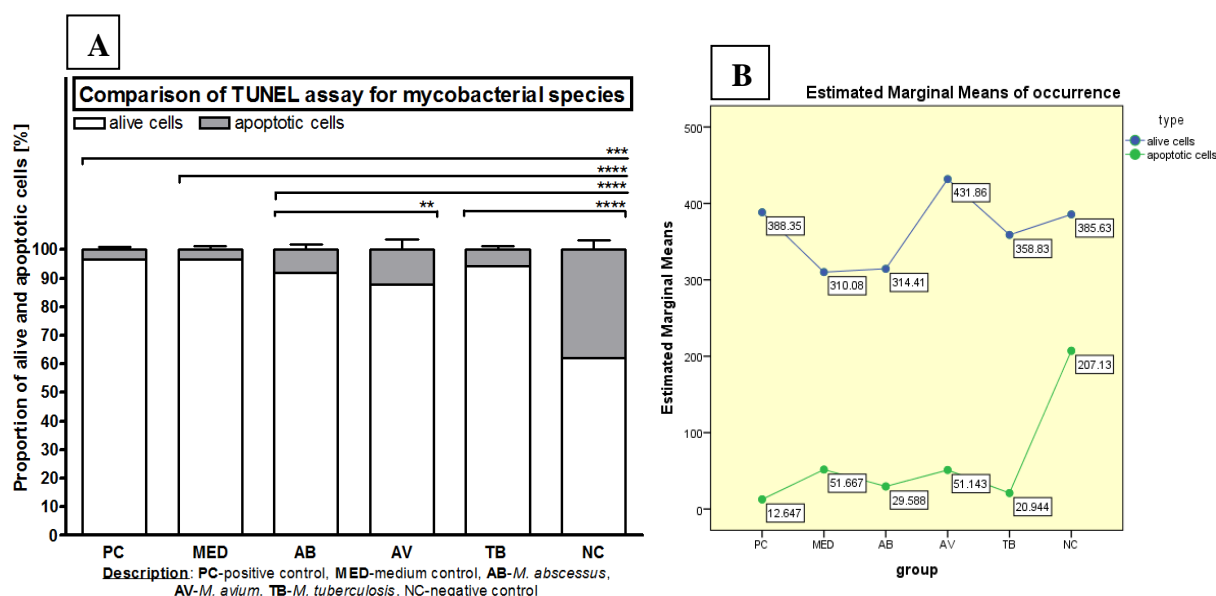 A
Comparison of TUNEL assay for mycobacterial species
alive cells apoptotic cells
Proportion of alive and apoptotic cells [%]
***
****
****
** ****
100
90
80
70
60
50
40
30
20
10
0
PC MED AB AV TB NC
Description: PC-positive control, MED-medium control, AB-M. abscessus,
AV-M. avium, TB-M. tuberculosis, NC-negative control
B
Estimated Marginal Means of occurrence
type
alive cells
apoptotic cells
Estimated Marginal Means
500
400
300
200
100
0
388.35
310.08
314.41
431.86
358.83
385.63
12.647
51.667
29.588
51.143
20.944
207.13
PC MED AB AV TB NC
group